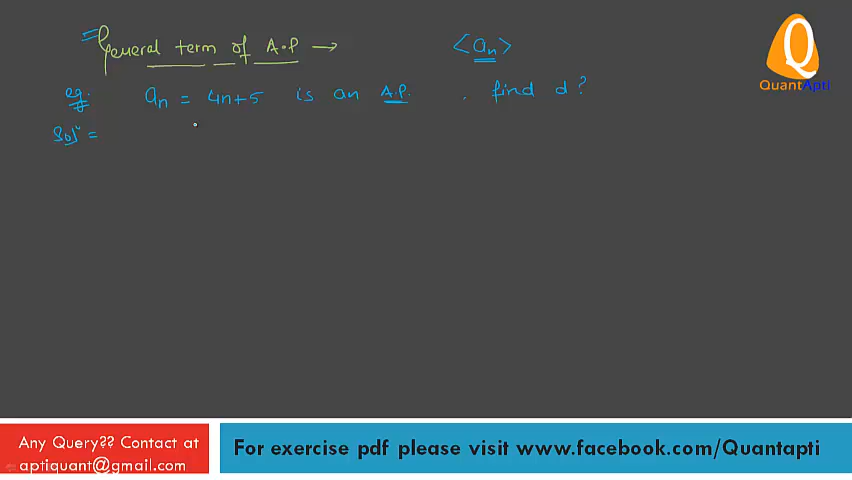 General term of A.P → <an>
QuantApti
eg. an = 4n+5 is an A.P. . find d?
Solⁿ =
Any Query?? Contact at
aptiquant@gmail.com
For exercise pdf please visit www.facebook.com/Quantapti